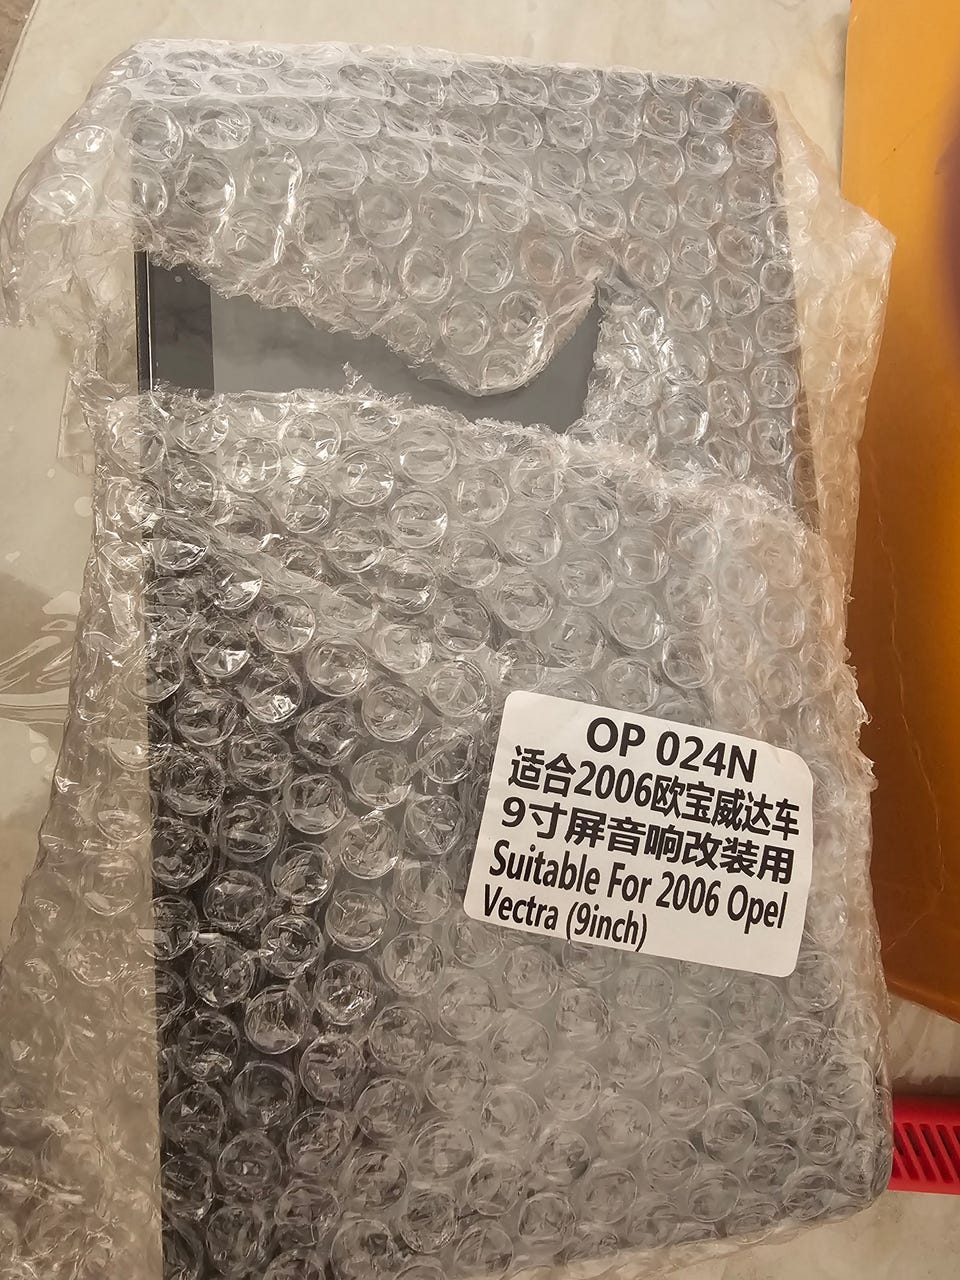 OP 024N
适合2006欧宝威达车
9寸屏音响改装用
Suitable For 2006 Opel
Vectra (9inch)